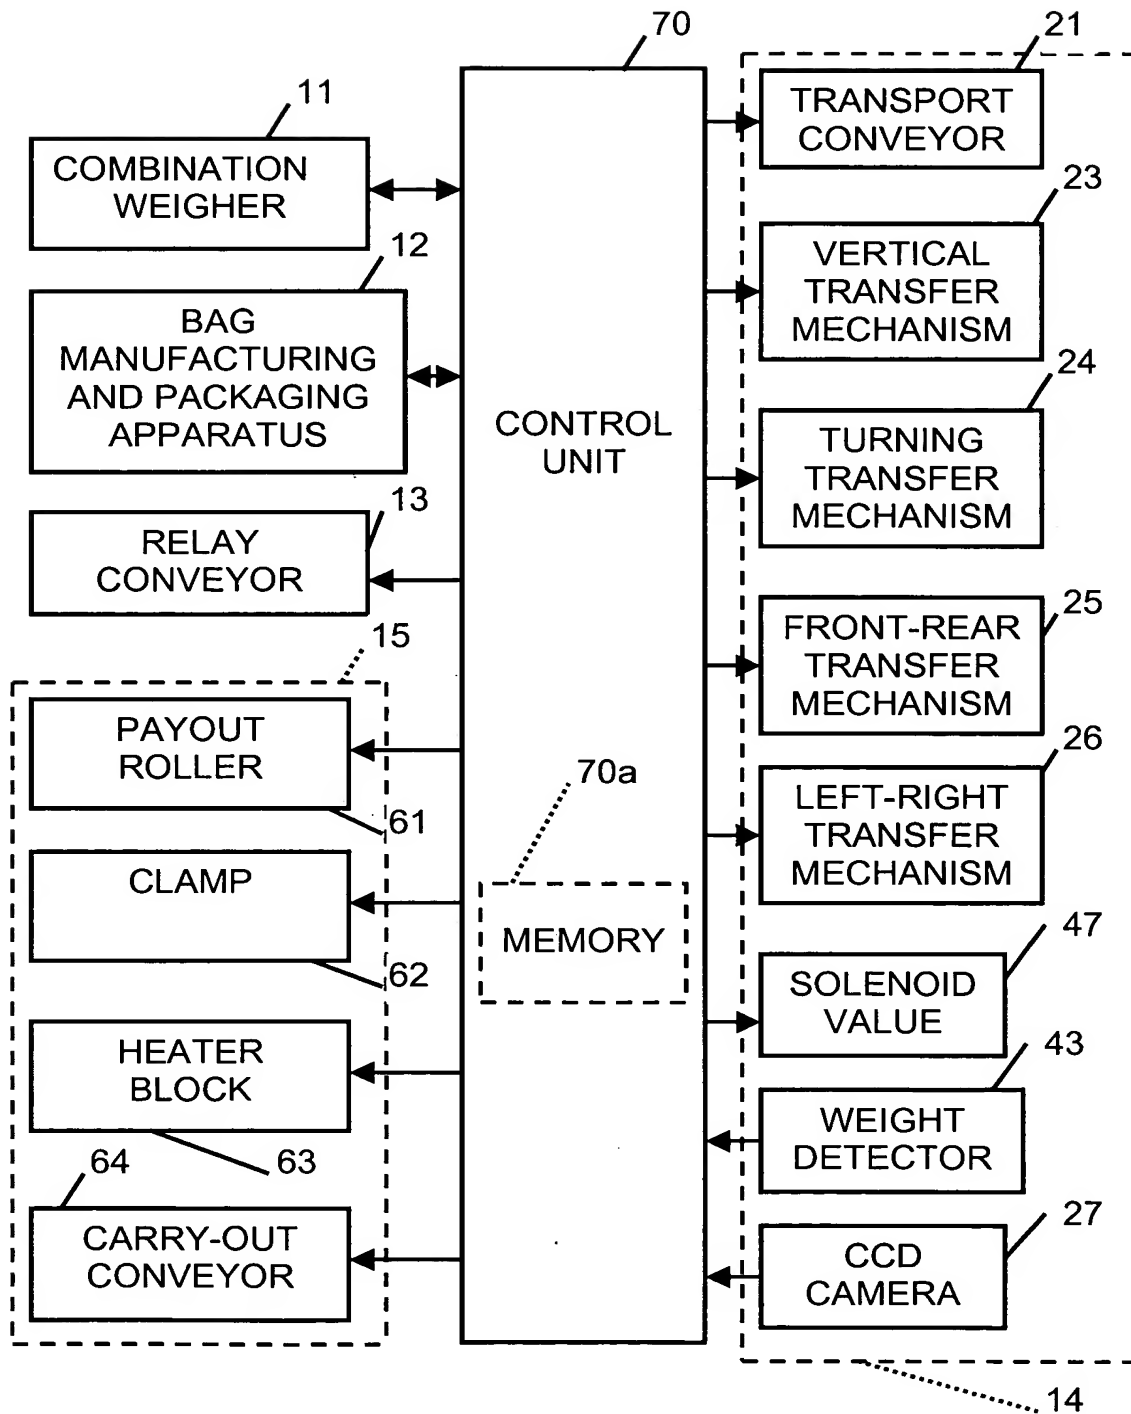 70
21
11
TRANSPORT
CONVEYOR
COMBINATION
WEIGHER
23
12
VERTICAL
TRANSFER
MECHANISM
BAG
MANUFACTURING
AND PACKAGING
APPARATUS
24
CONTROL
UNIT
TURNING
TRANSFER
MECHANISM
13
RELAY
CONVEYOR
25
FRONT-REAR
TRANSFER
MECHANISM
15
PAYOUT
ROLLER
61
26
70a
LEFT-RIGHT
TRANSFER
MECHANISM
CLAMP
62
MEMORY
47
SOLENOID
VALUE
HEATER
BLOCK
63
43
WEIGHT
DETECTOR
64
CARRY-OUT
CONVEYOR
27
CCD
CAMERA
14